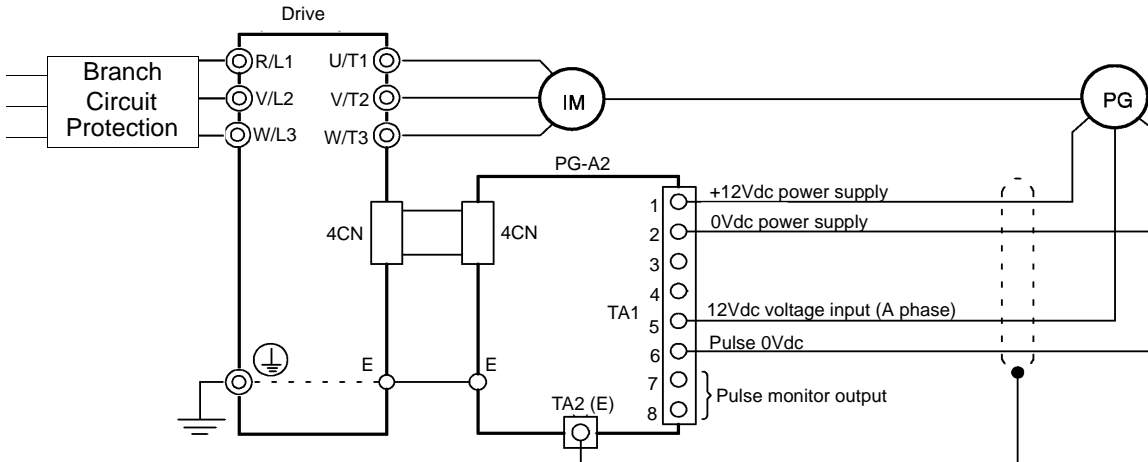 Drive
Branch
Circuit
Protection
R/L1
U/T1
V/L2
V/T2
W/L3
W/T3
IM
PG
PG-A2
4CN
4CN
1
+12Vdc power supply
2
0Vdc power supply
3
4
TA1
5
12Vdc voltage input (A phase)
6
Pulse 0Vdc
7
Pulse monitor output
8
E
E
TA2 (E)